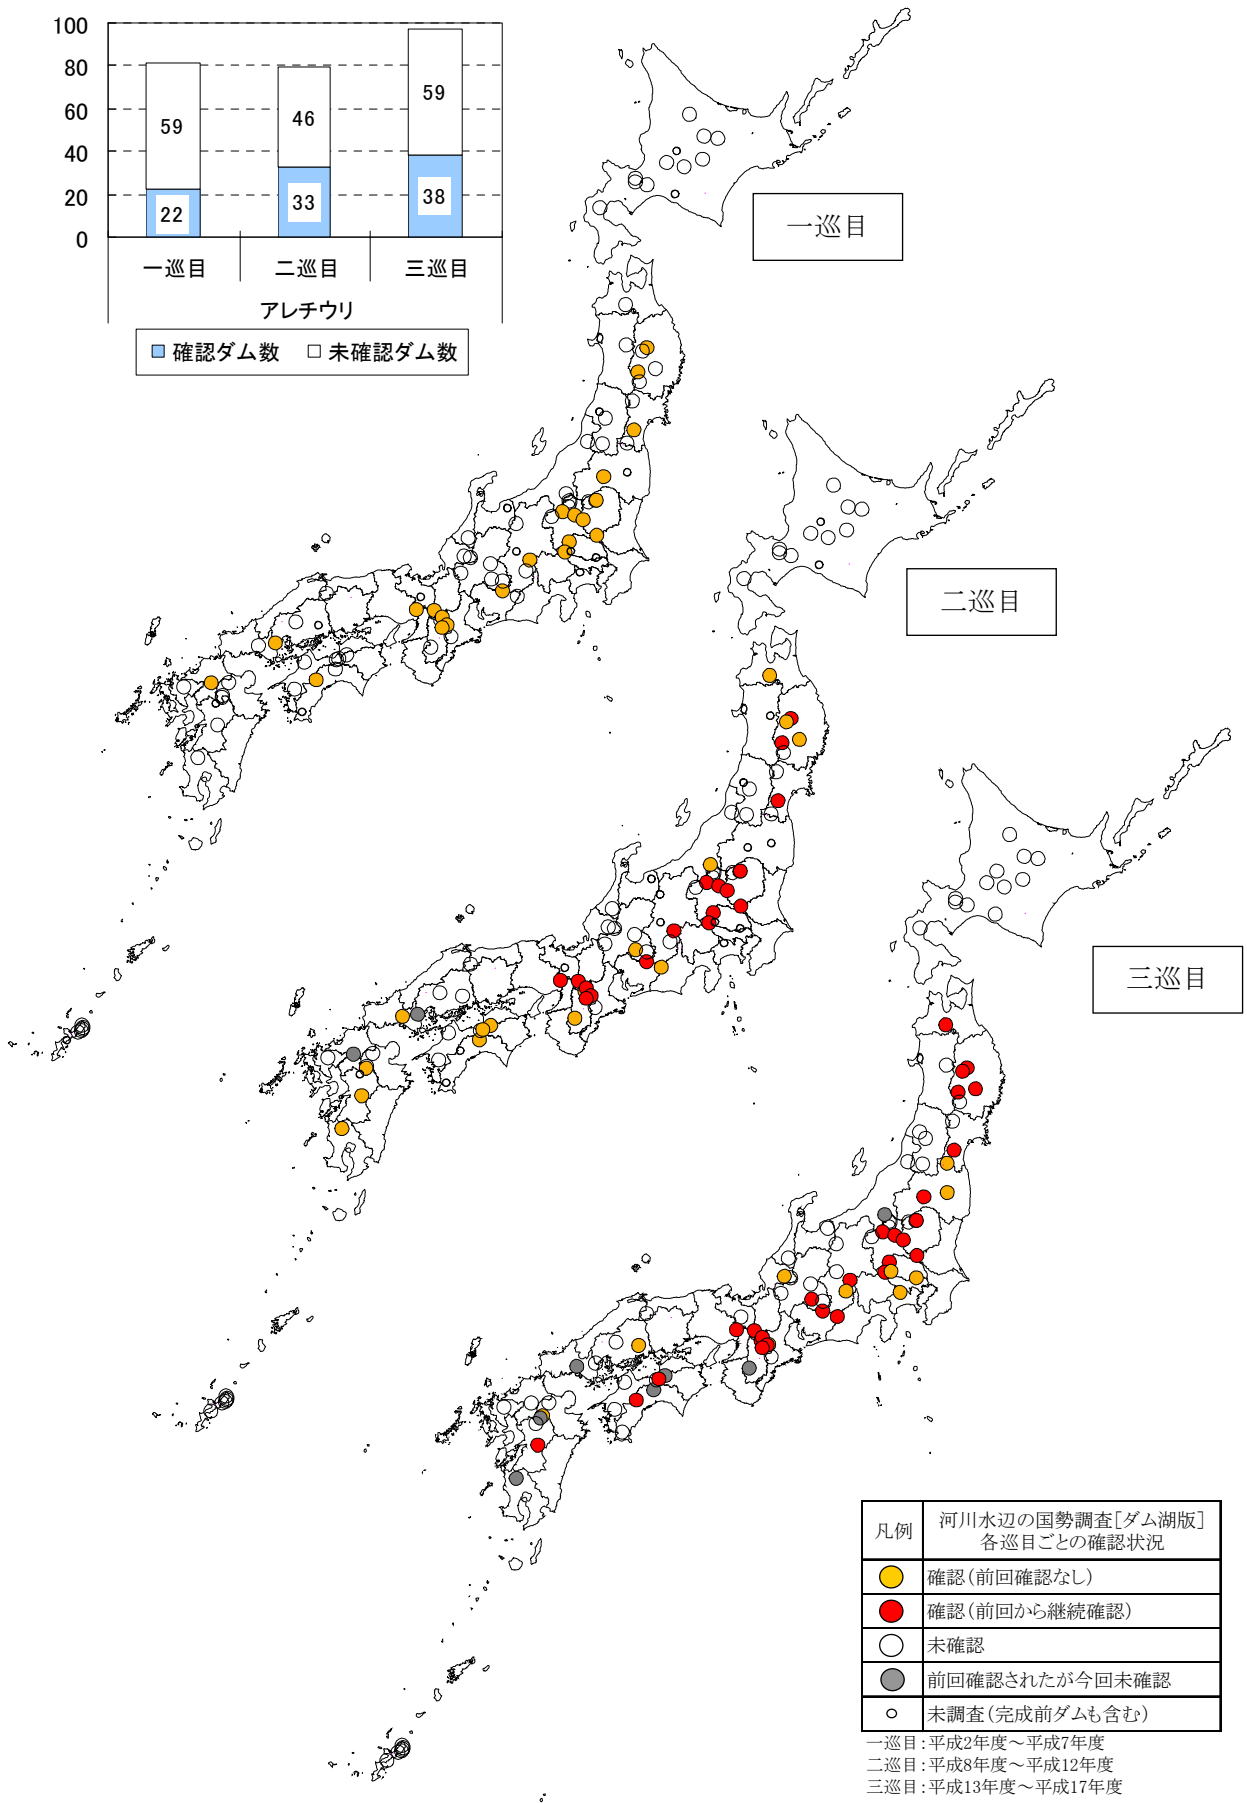 100
80
60
40
20
0
59
46
59
22
33
38
一巡目
二巡目
三巡目
アレチウリ
確認ダム数
未確認ダム数
一巡目
二巡目
三巡目
凡例
河川水辺の国勢調査[ダム湖版]
各巡目ごとの確認状況
確認(前回確認なし)
確認(前回から継続確認)
未確認
前回確認されたが今回未確認
未調査(完成前ダムも含む)
一巡目:平成2年度～平成7年度
二巡目:平成8年度～平成12年度
三巡目:平成13年度～平成17年度